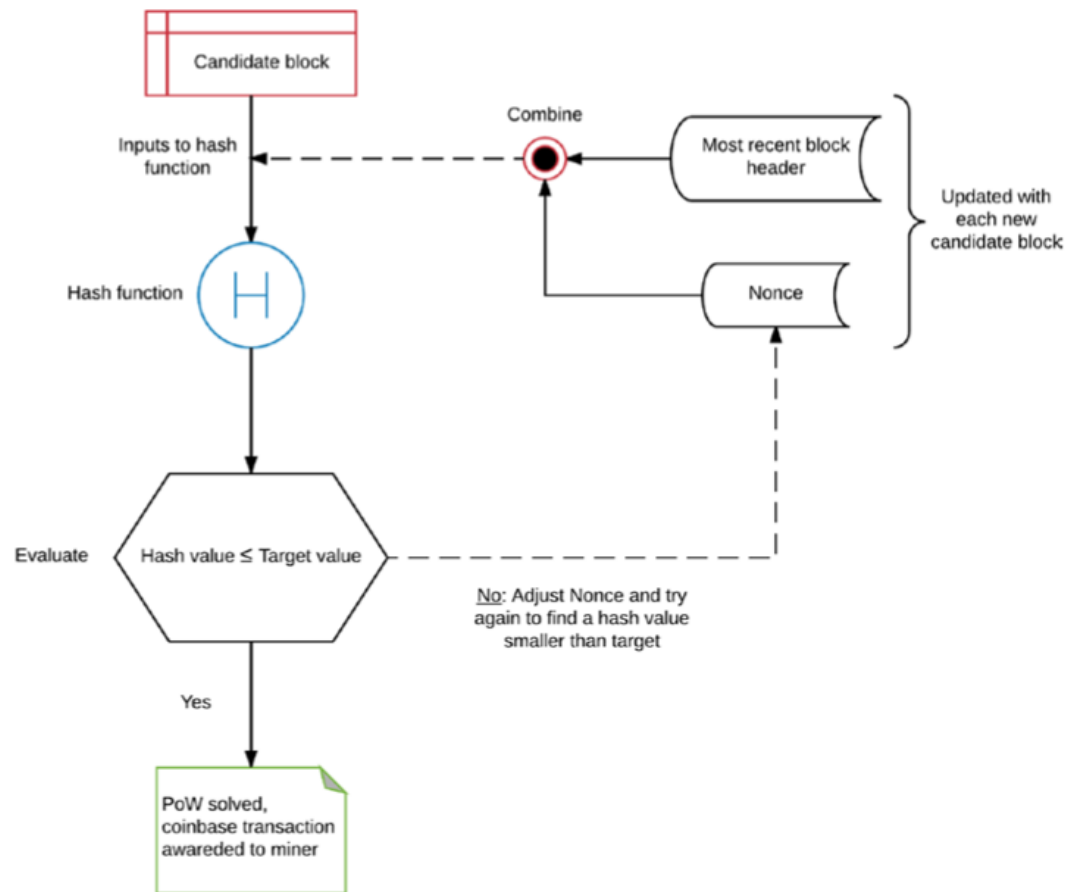 Candidate block
Combine
Inputs to hash
function
Most recent block
header
Updated with
each new
candidate block
Hash function
H
Nonce
Evaluate
Hash value ≤ Target value
No: Adjust Nonce and try
again to find a hash value
smaller than target
Yes
PoW solved,
coinbase transaction
awareded to miner